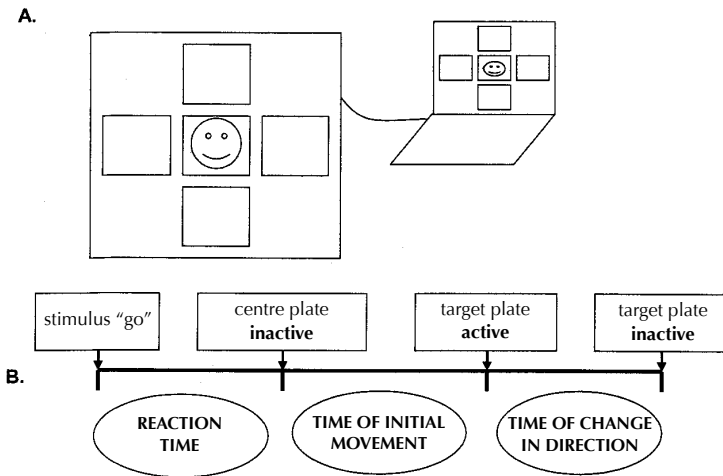 A.
stimulus "go"
centre plate
inactive
target plate
active
target plate
inactive
B.
REACTION
TIME
TIME OF INITIAL
MOVEMENT
TIME OF CHANGE
IN DIRECTION